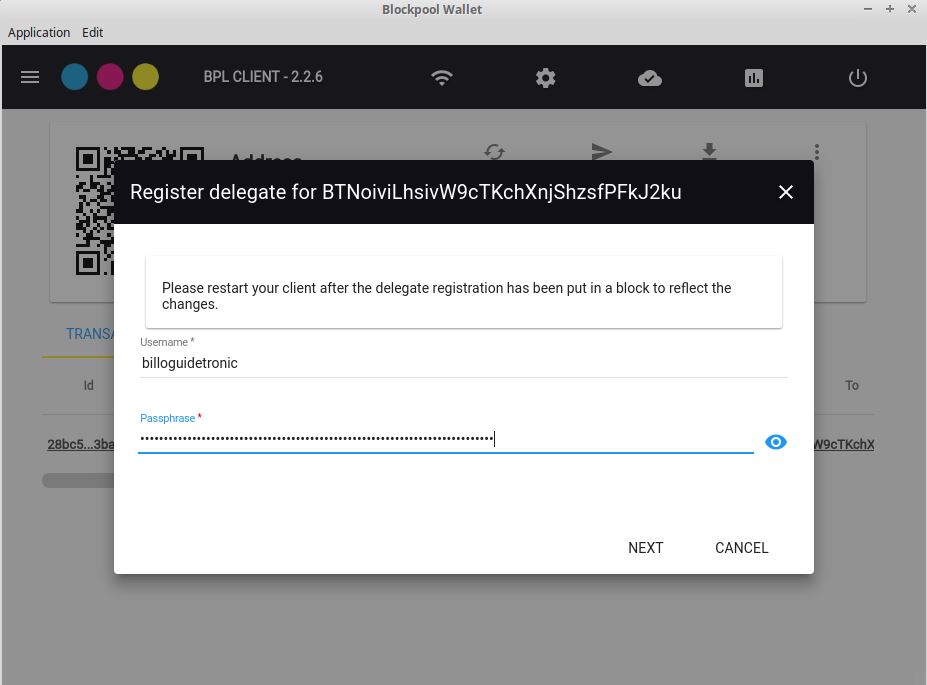 Blockpool Wallet
Application Edit
BPL CLIENT - 2.2.6
Address
Register delegate for BTNoiviLhsivW9cTKchXnjShzsfPFkJ2ku
Please restart your client after the delegate registration has been put in a block to reflect the
changes.
TRANSA
Username *
billoguidetronic
Id
To
Passphrase *
28bc5...3ba
W9cTKchX
NEXT CANCEL